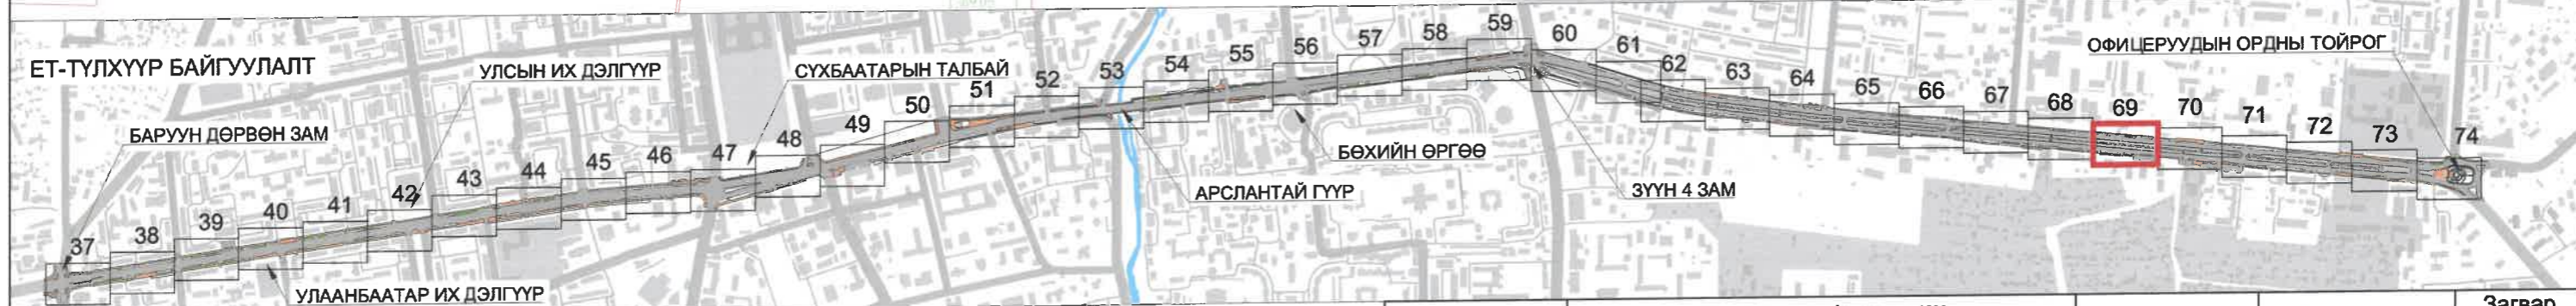 ЕТ-ТҮЛХҮҮР БАЙГУУЛАЛТ
БАРУУН ДӨРВӨН ЗАМ
УЛСЫН ИХ ДЭЛГҮҮР
СҮХБААТАРЫН ТАЛБАЙ
ОФИЦЕРУУДЫН ОРДНЫ ТОЙРОГ
БӨХИЙН ӨРГӨӨ
АРСЛАНТАЙ ГҮҮР
ЗҮҮН 4 ЗАМ
УЛААНБААТАР ИХ ДЭЛГҮҮР
37 38 39 40 41 42 43 44 45 46 47 48 49 50 51 52 53 54 55 56 57 58 59 60 61 62 63 64 65 66 67 68 69 70 71 72 73 74
Загвар